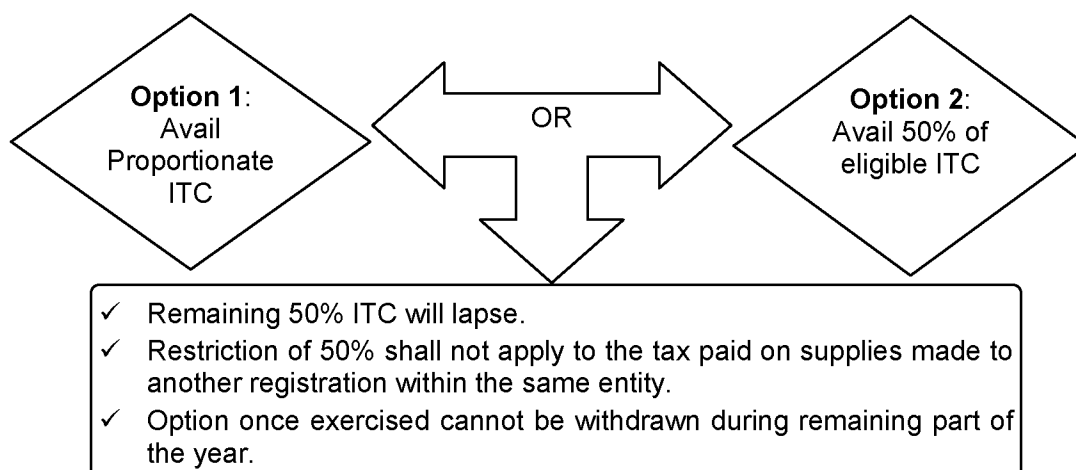 Option 1:
Avail
Proportionate
ITC
OR
Option 2:
Avail 50% of
eligible ITC
✓ Remaining 50% ITC will lapse.
✓ Restriction of 50% shall not apply to the tax paid on supplies made to
another registration within the same entity.
✓ Option once exercised cannot be withdrawn during remaining part of
the year.